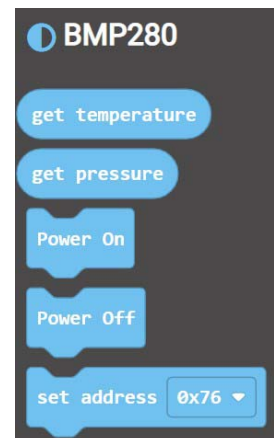 BMP280
get temperature
get pressure
Power On
Power Off
set address 0x76